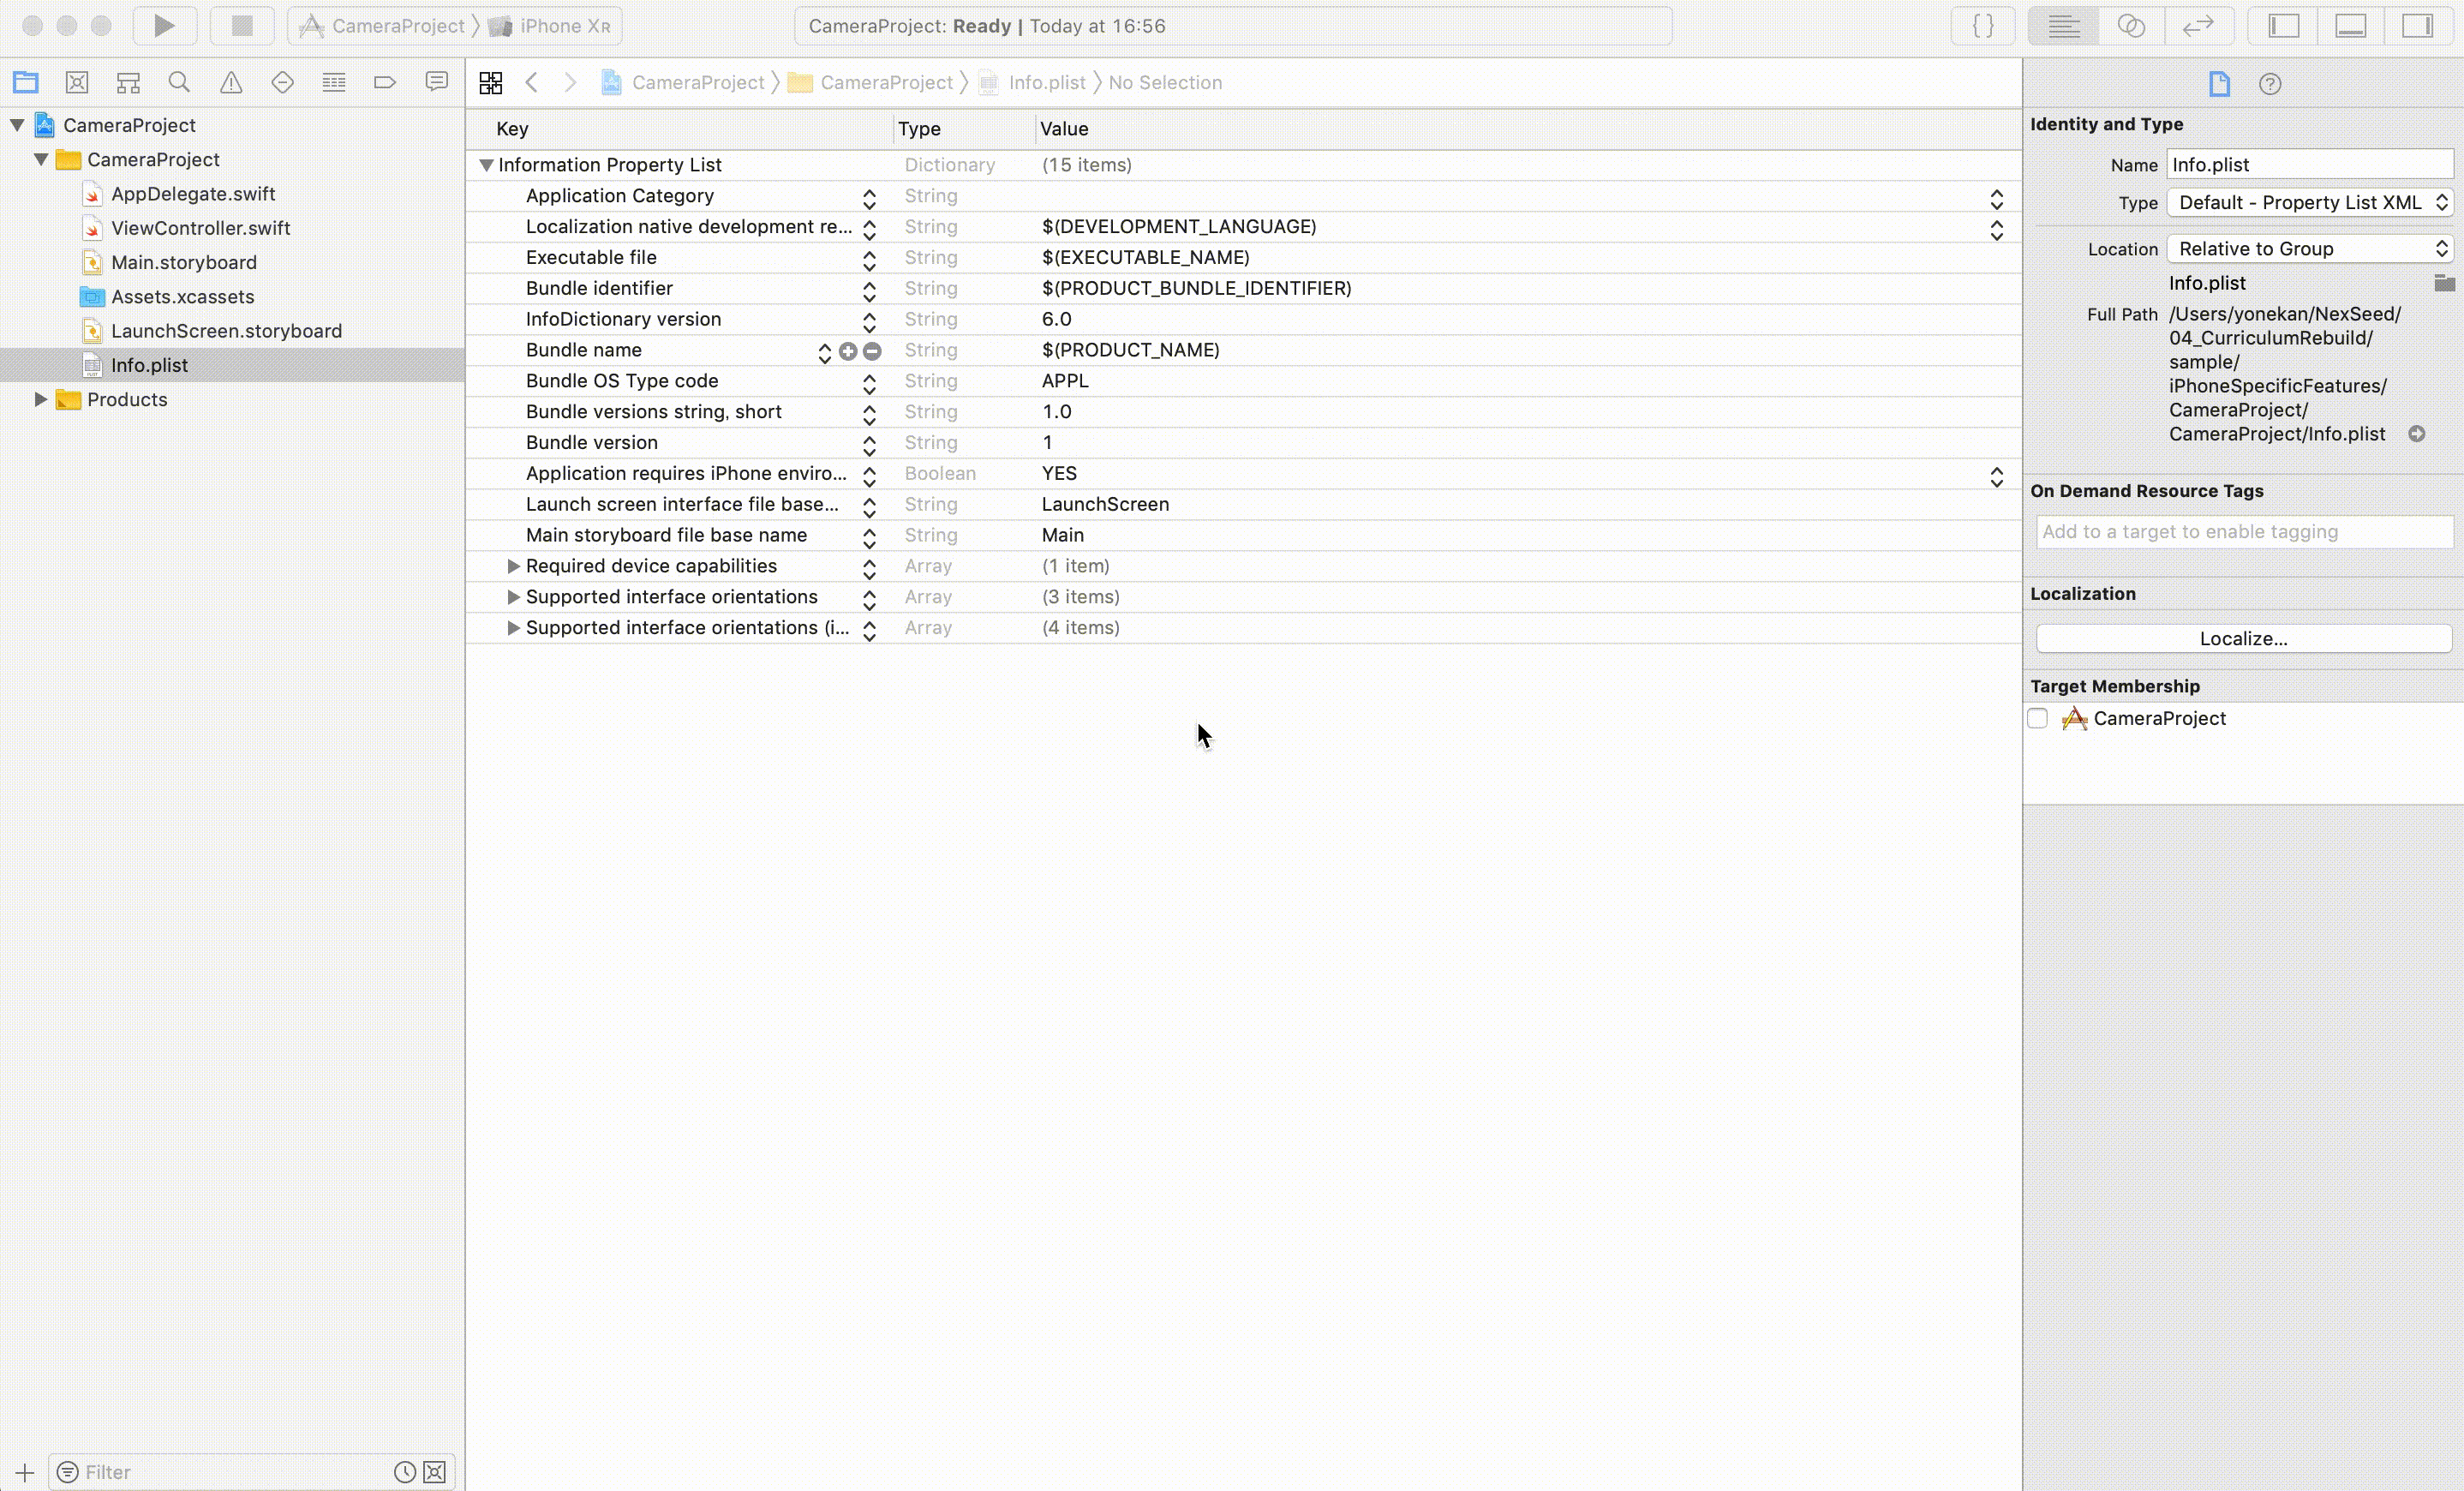 CameraProject 〉 iPhone XR
CameraProject: Ready | Today at 16:56
CameraProject 〉 CameraProject 〉 Info.plist 〉 No Selection
CameraProject
CameraProject
AppDelegate.swift
ViewController.swift
Main.storyboard
Assets.xcassets
LaunchScreen.storyboard
Info.plist
Products
Filter
Key Type Value
Information Property List Dictionary (15 items)
Application Category String
Localization native development re... String $(DEVELOPMENT_LANGUAGE)
Executable file String $(EXECUTABLE_NAME)
Bundle identifier String $(PRODUCT_BUNDLE_IDENTIFIER)
InfoDictionary version String 6.0
Bundle name String $(PRODUCT_NAME)
Bundle OS Type code String APPL
Bundle versions string, short String 1.0
Bundle version String 1
Application requires iPhone enviro... Boolean YES
Launch screen interface file base... String LaunchScreen
Main storyboard file base name String Main
Required device capabilities Array (1 item)
Supported interface orientations Array (3 items)
Supported interface orientations (i... Array (4 items)
Identity and Type
Name Info.plist
Type Default - Property List XML
Location Relative to Group
Info.plist
Full Path /Users/yonekan/NexSeed/
04_CurriculumRebuild/
sample/
iPhoneSpecificFeatures/
CameraProject/
CameraProject/Info.plist
On Demand Resource Tags
Add to a target to enable tagging
Localization
Localize...
Target Membership
CameraProject